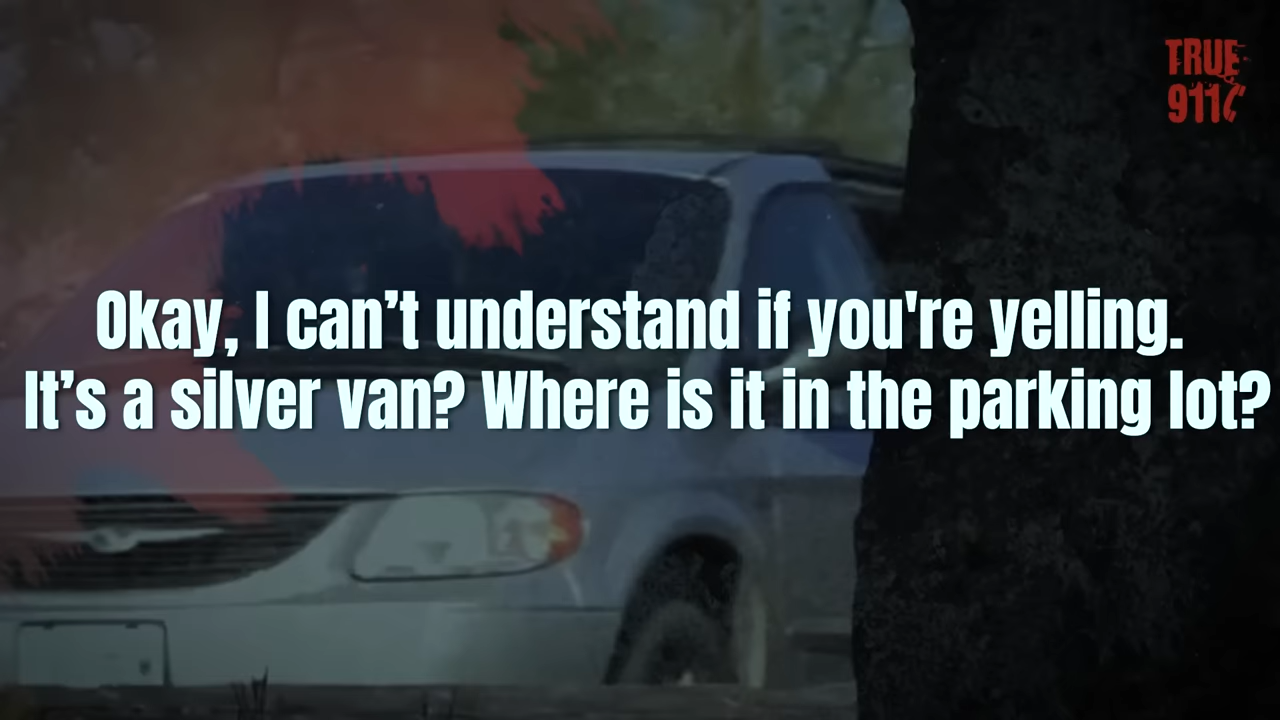 TRUE
911
Okay, I can’t understand if you're yelling.
It’s a silver van? Where is it in the parking lot?